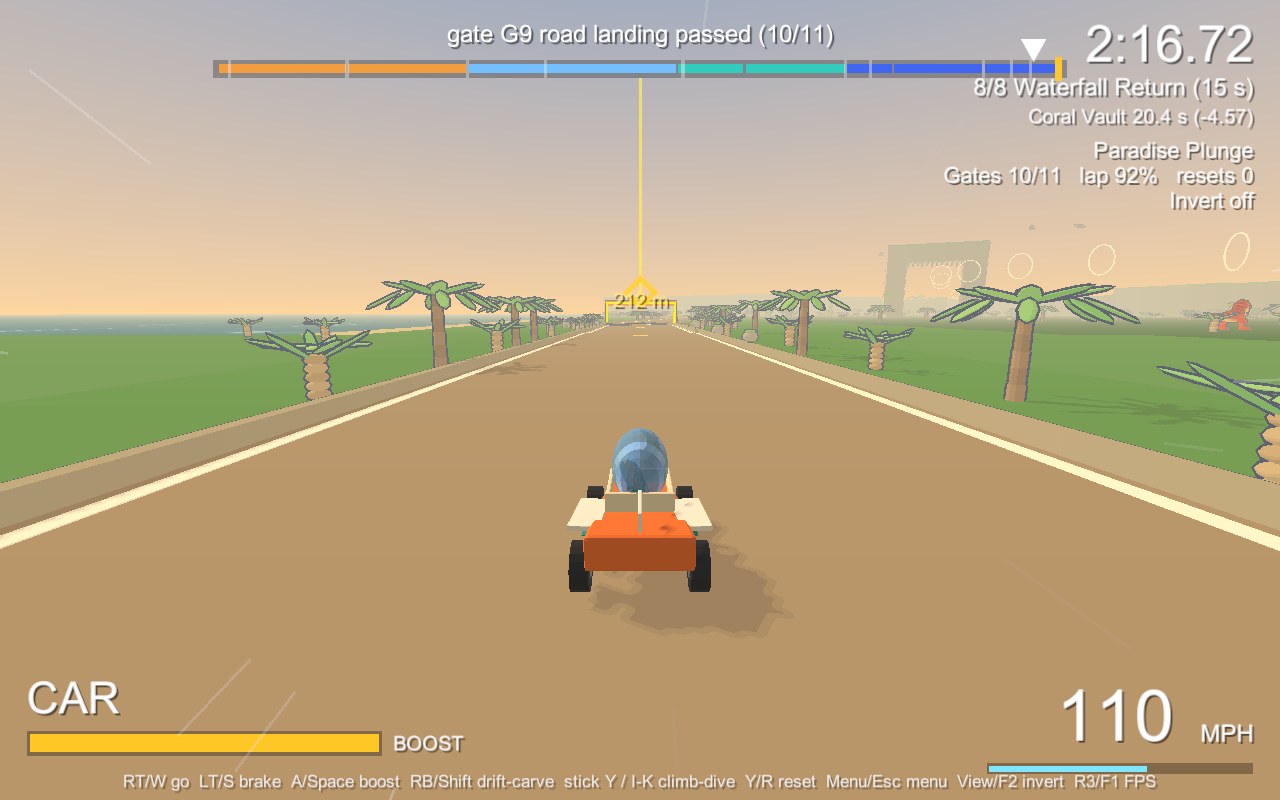 gate G9 road landing passed (10/11)
2:16.72
8/8 Waterfall Return (15 s)
Coral Vault 20.4 s (-4.57)
Paradise Plunge
Gates 10/11 lap 92% resets 0
Invert off
212 m
CAR
BOOST
110 MPH
RT/W go LT/S brake A/Space boost RB/Shift drift-carve stick Y / I-K climb-dive Y/R reset Menu/Esc menu View/F2 invert R3/F1 FPS